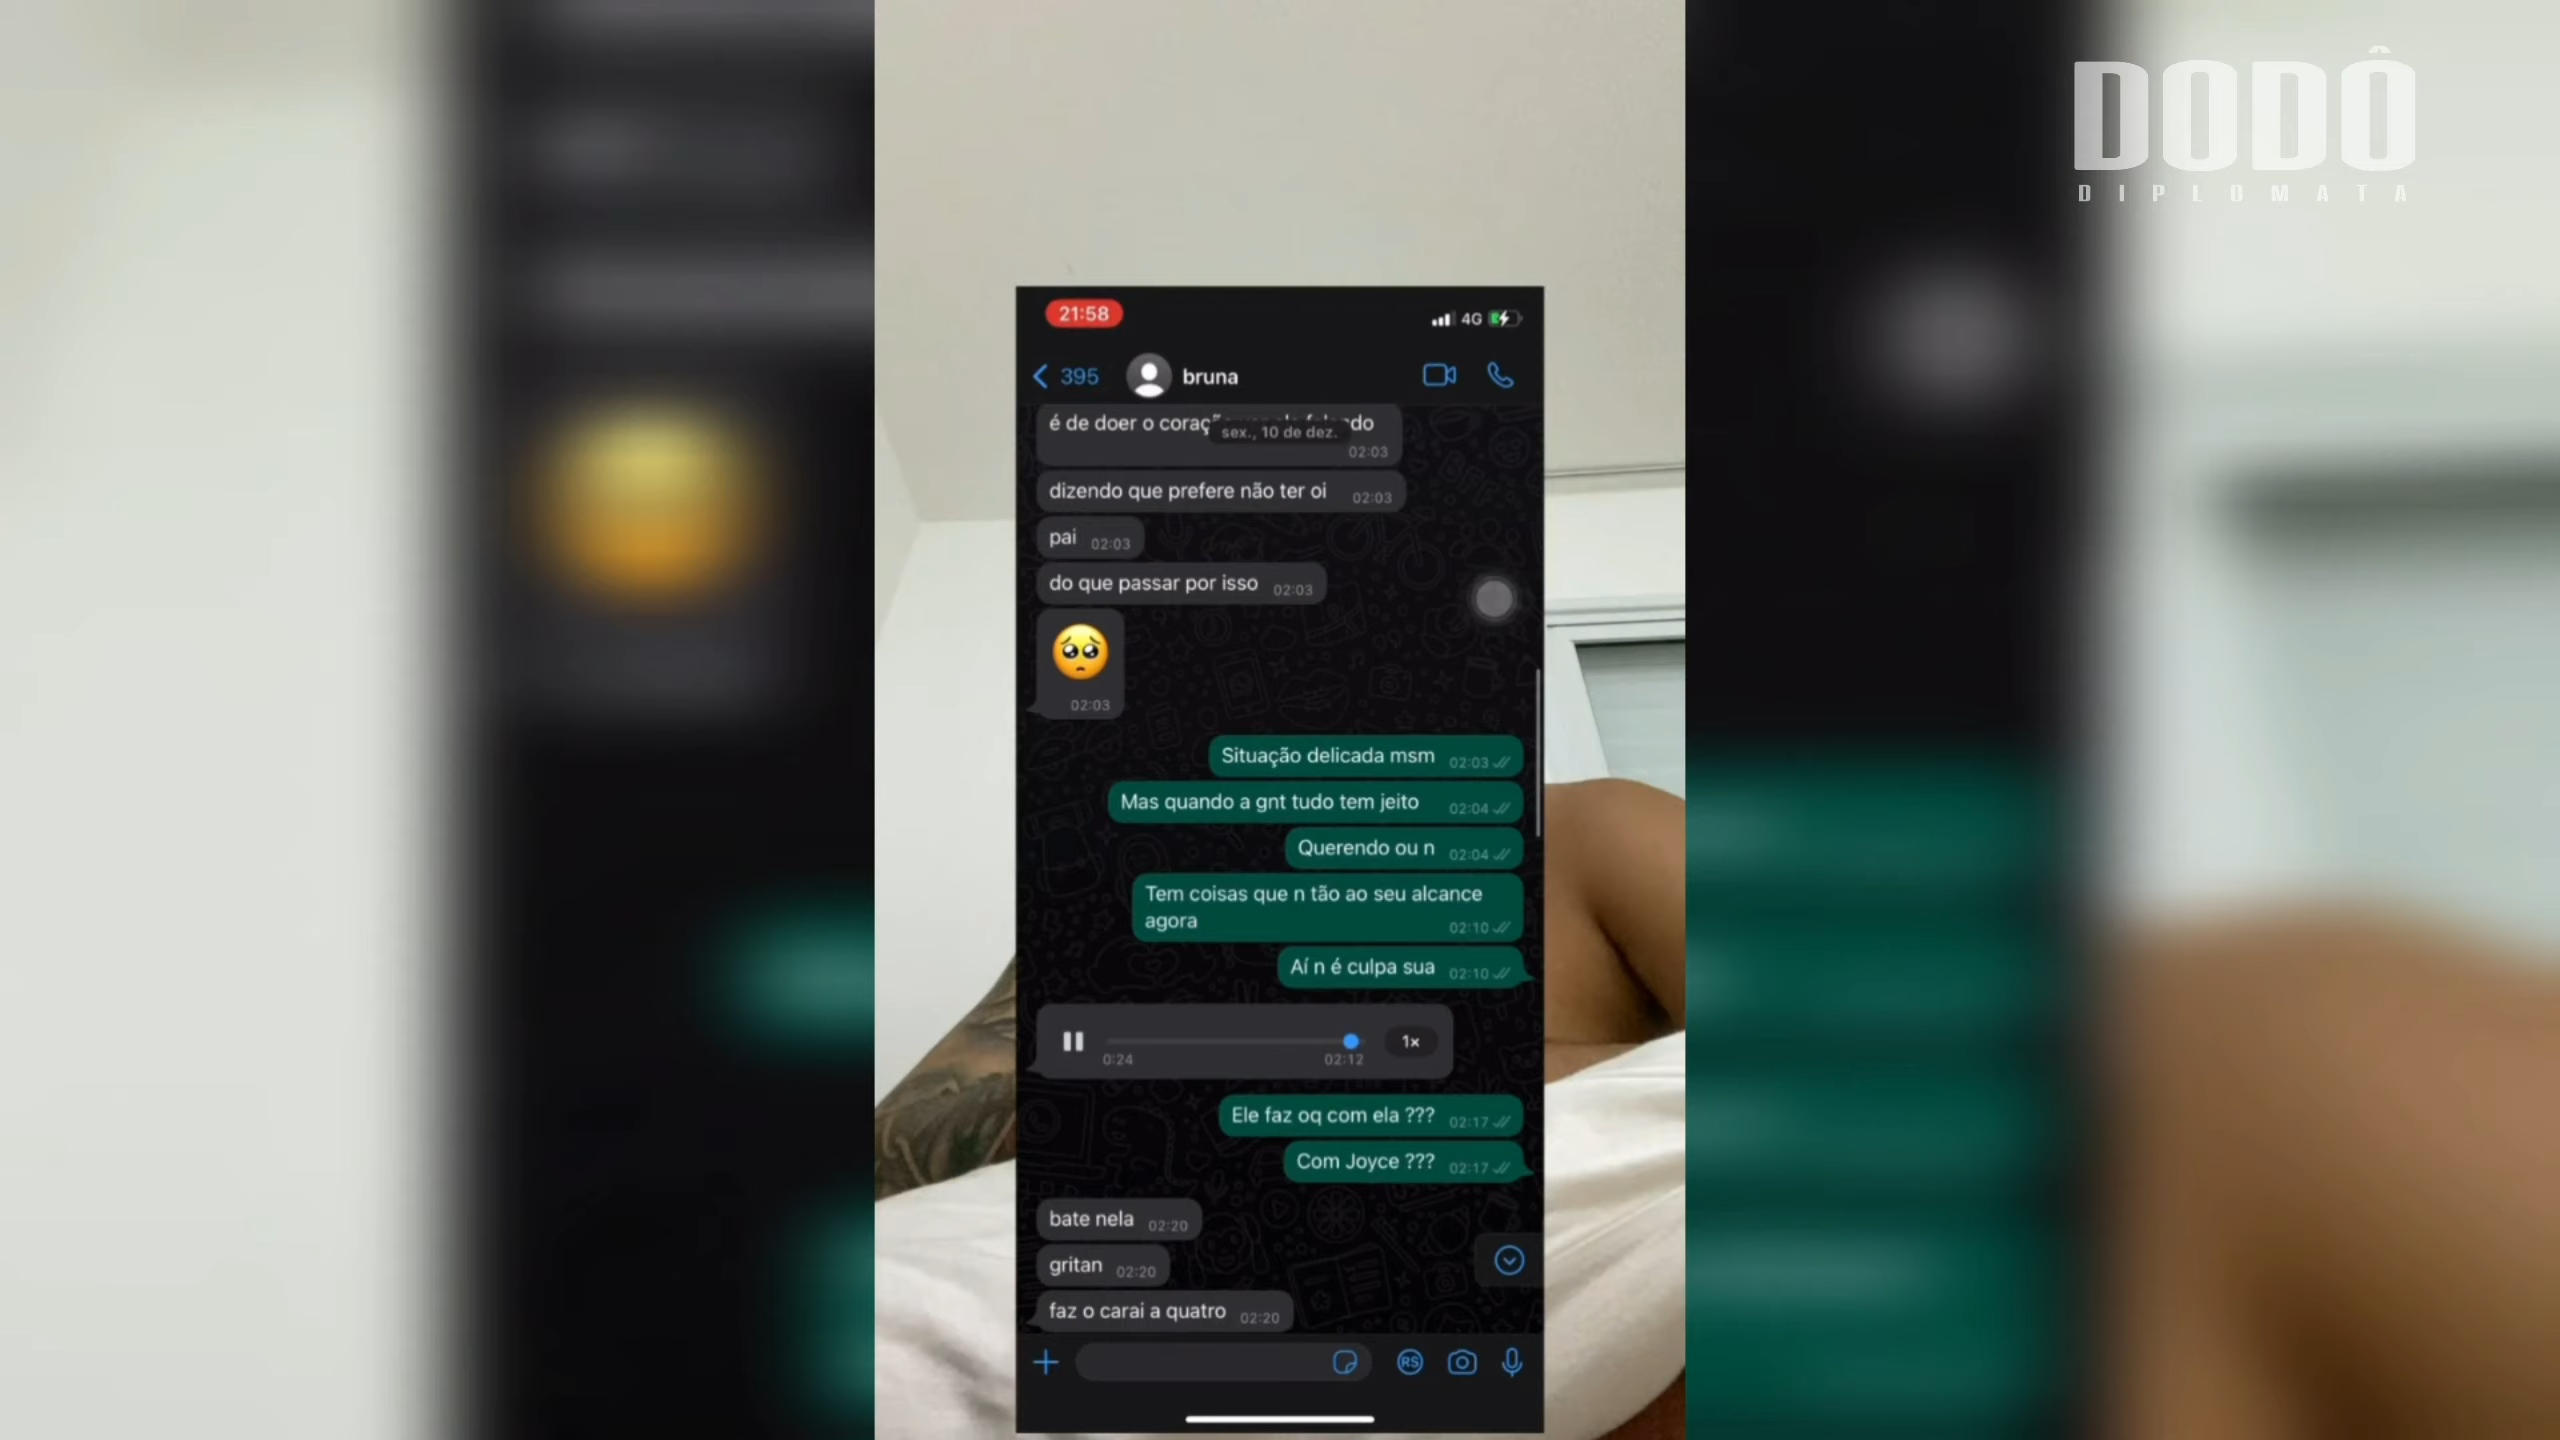 DODÔ
DIPLOMATA
21:58
4G
395
bruna
é de doer o
sex., 10 de dez.
02:03
dizendo que prefere não ter oi 02:03
pai 02:03
do que passar por isso 02:03
02:03
Situação delicada msm 02:03
Mas quando a gnt tudo tem jeito 02:04
Querendo ou n 02:04
Tem coisas que n tão ao seu alcance
agora 02:10
Aí n é culpa sua 02:10
1×
0:24 02:12
Ele faz oq com ela ??? 02:17
Com Joyce ??? 02:17
bate nela 02:20
gritan 02:20
faz o carai a quatro 02:20
RS